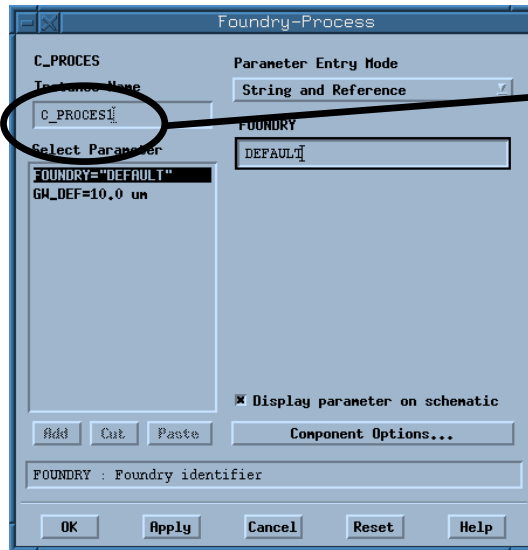 Foundry-Process
C_PROCES
Instance Name
C_PROCES1
Select Parameter
FOUNDRY="DEFAULT"
GW_DEF=10.0 um
Add Cut Paste
Parameter Entry Mode
String and Reference
FOUNDRY
DEFAULT
Display parameter on schematic
Component Options...
FOUNDRY : Foundry identifier
OK Apply Cancel Reset Help